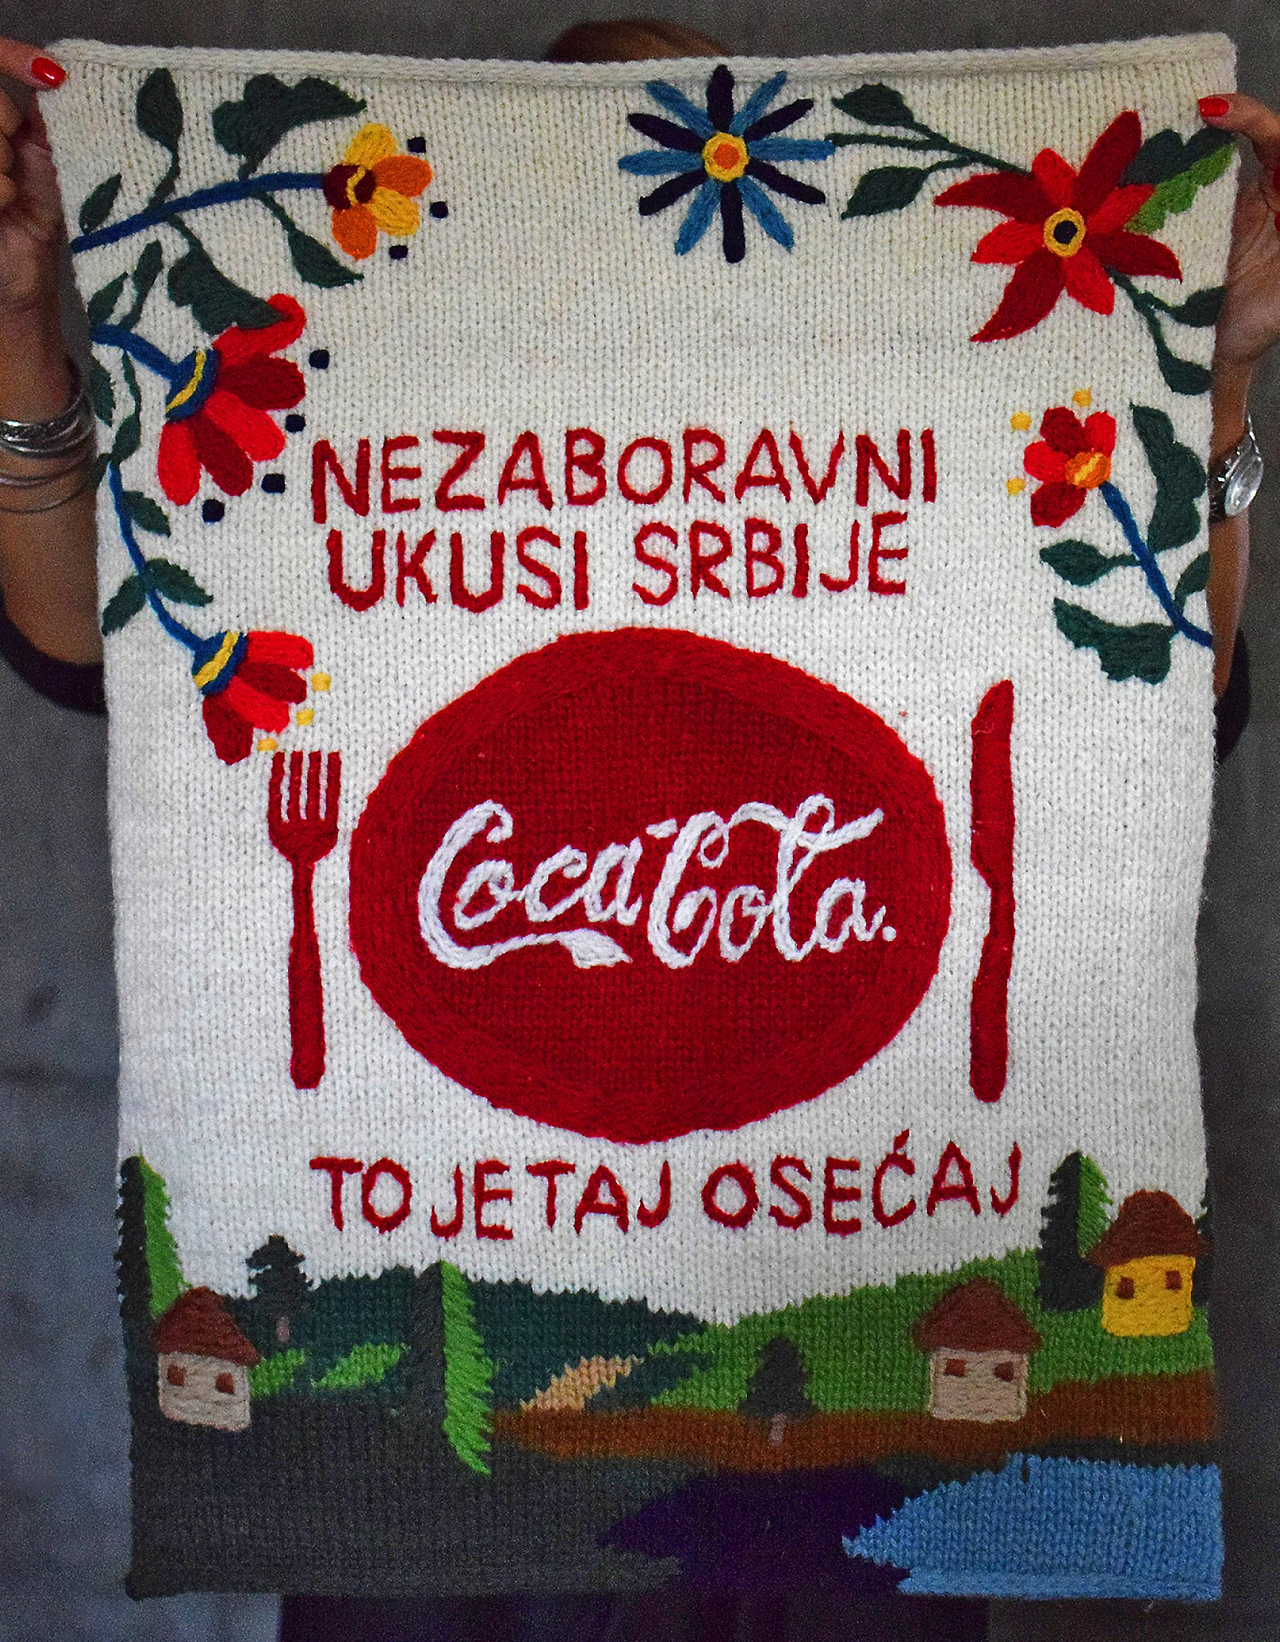 NEZABORAVNI
UKUSI SRBIJE
Coca-Cola
TO JE TAJ OSEĆAJ